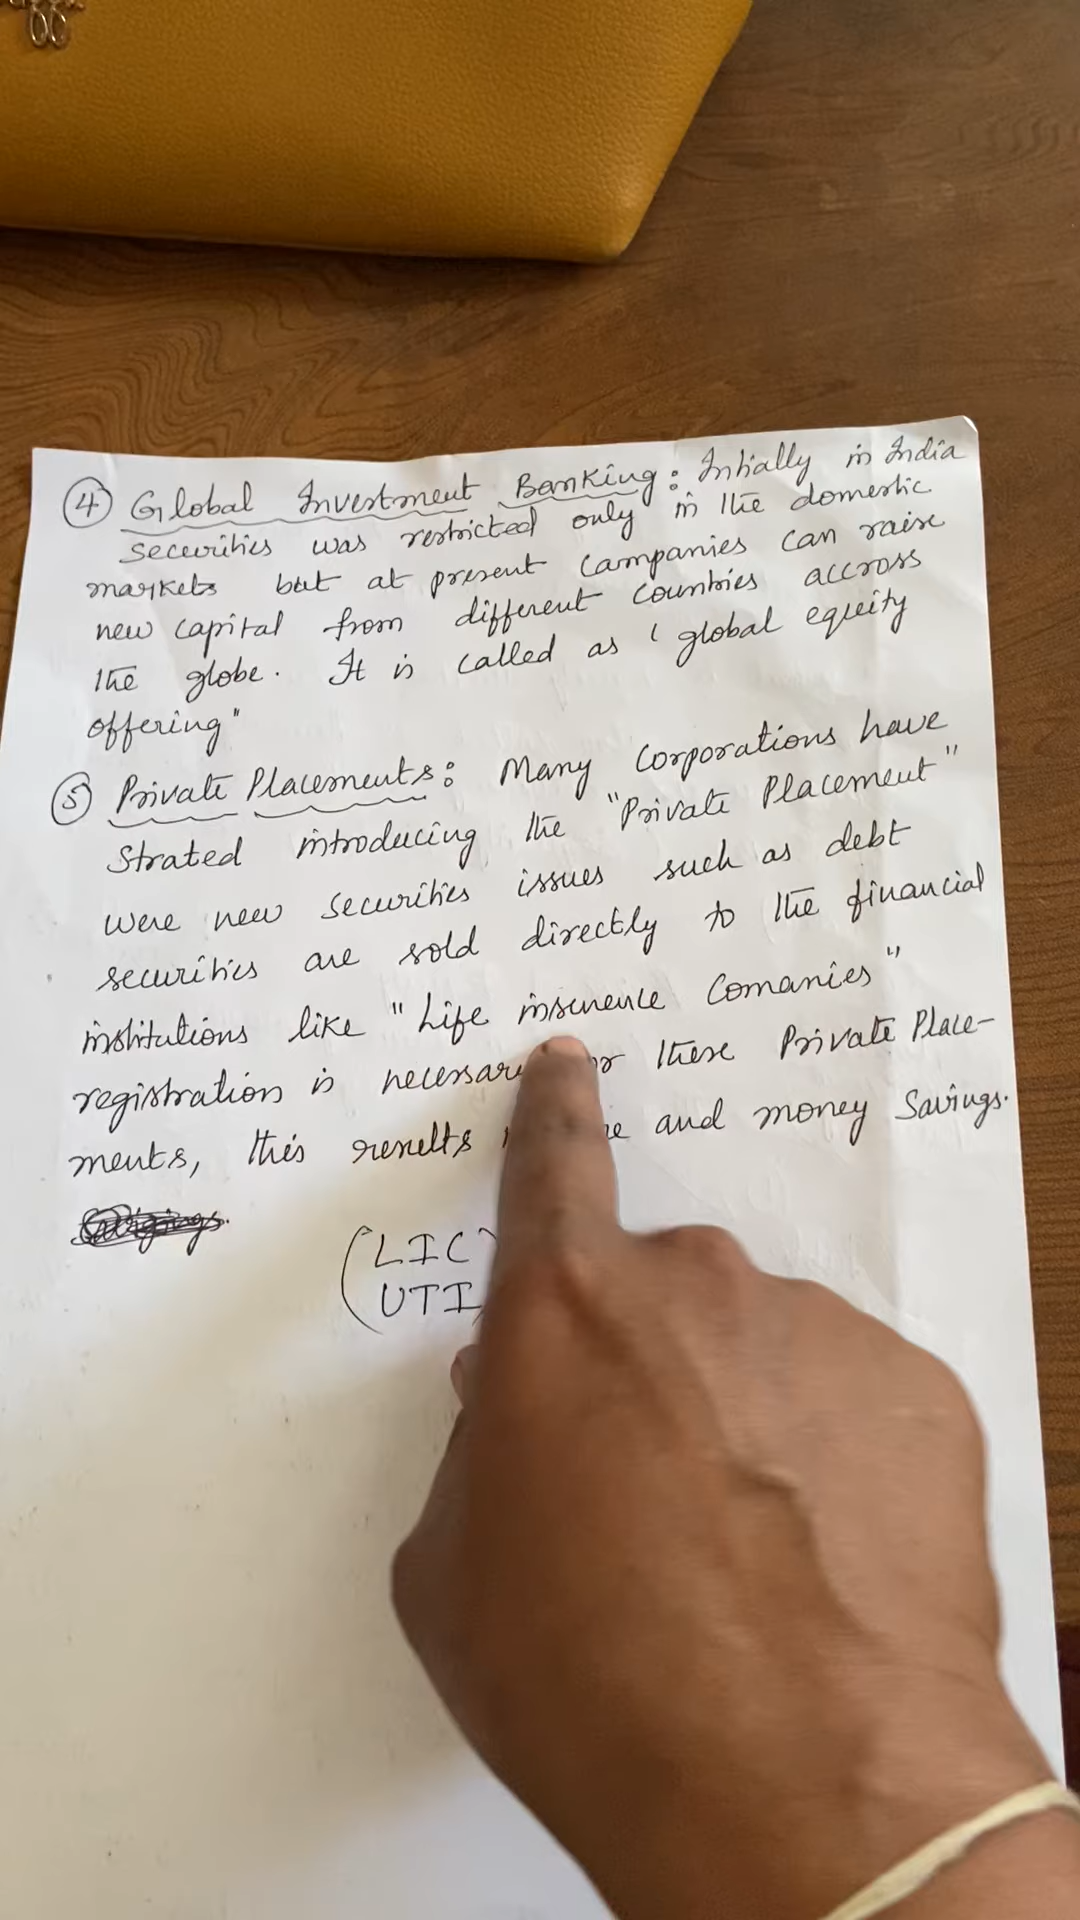 ④ Global Investment Banking: Initially in India
securities was restricted only in the domestic
markets but at present companies can raise
new capital from different countries accross
the globe. It is called as ‘global equity
offering"
⑤ Private Placements: Many Corporations have
Strated introducing the "Private Placement"
were new securities issues such as debt
securities are sold directly to the financial
institutions like "Life insurence Comanies"
registration is necessary for these Private Place-
ments, this results and money Savings.
(LIC)
UTI